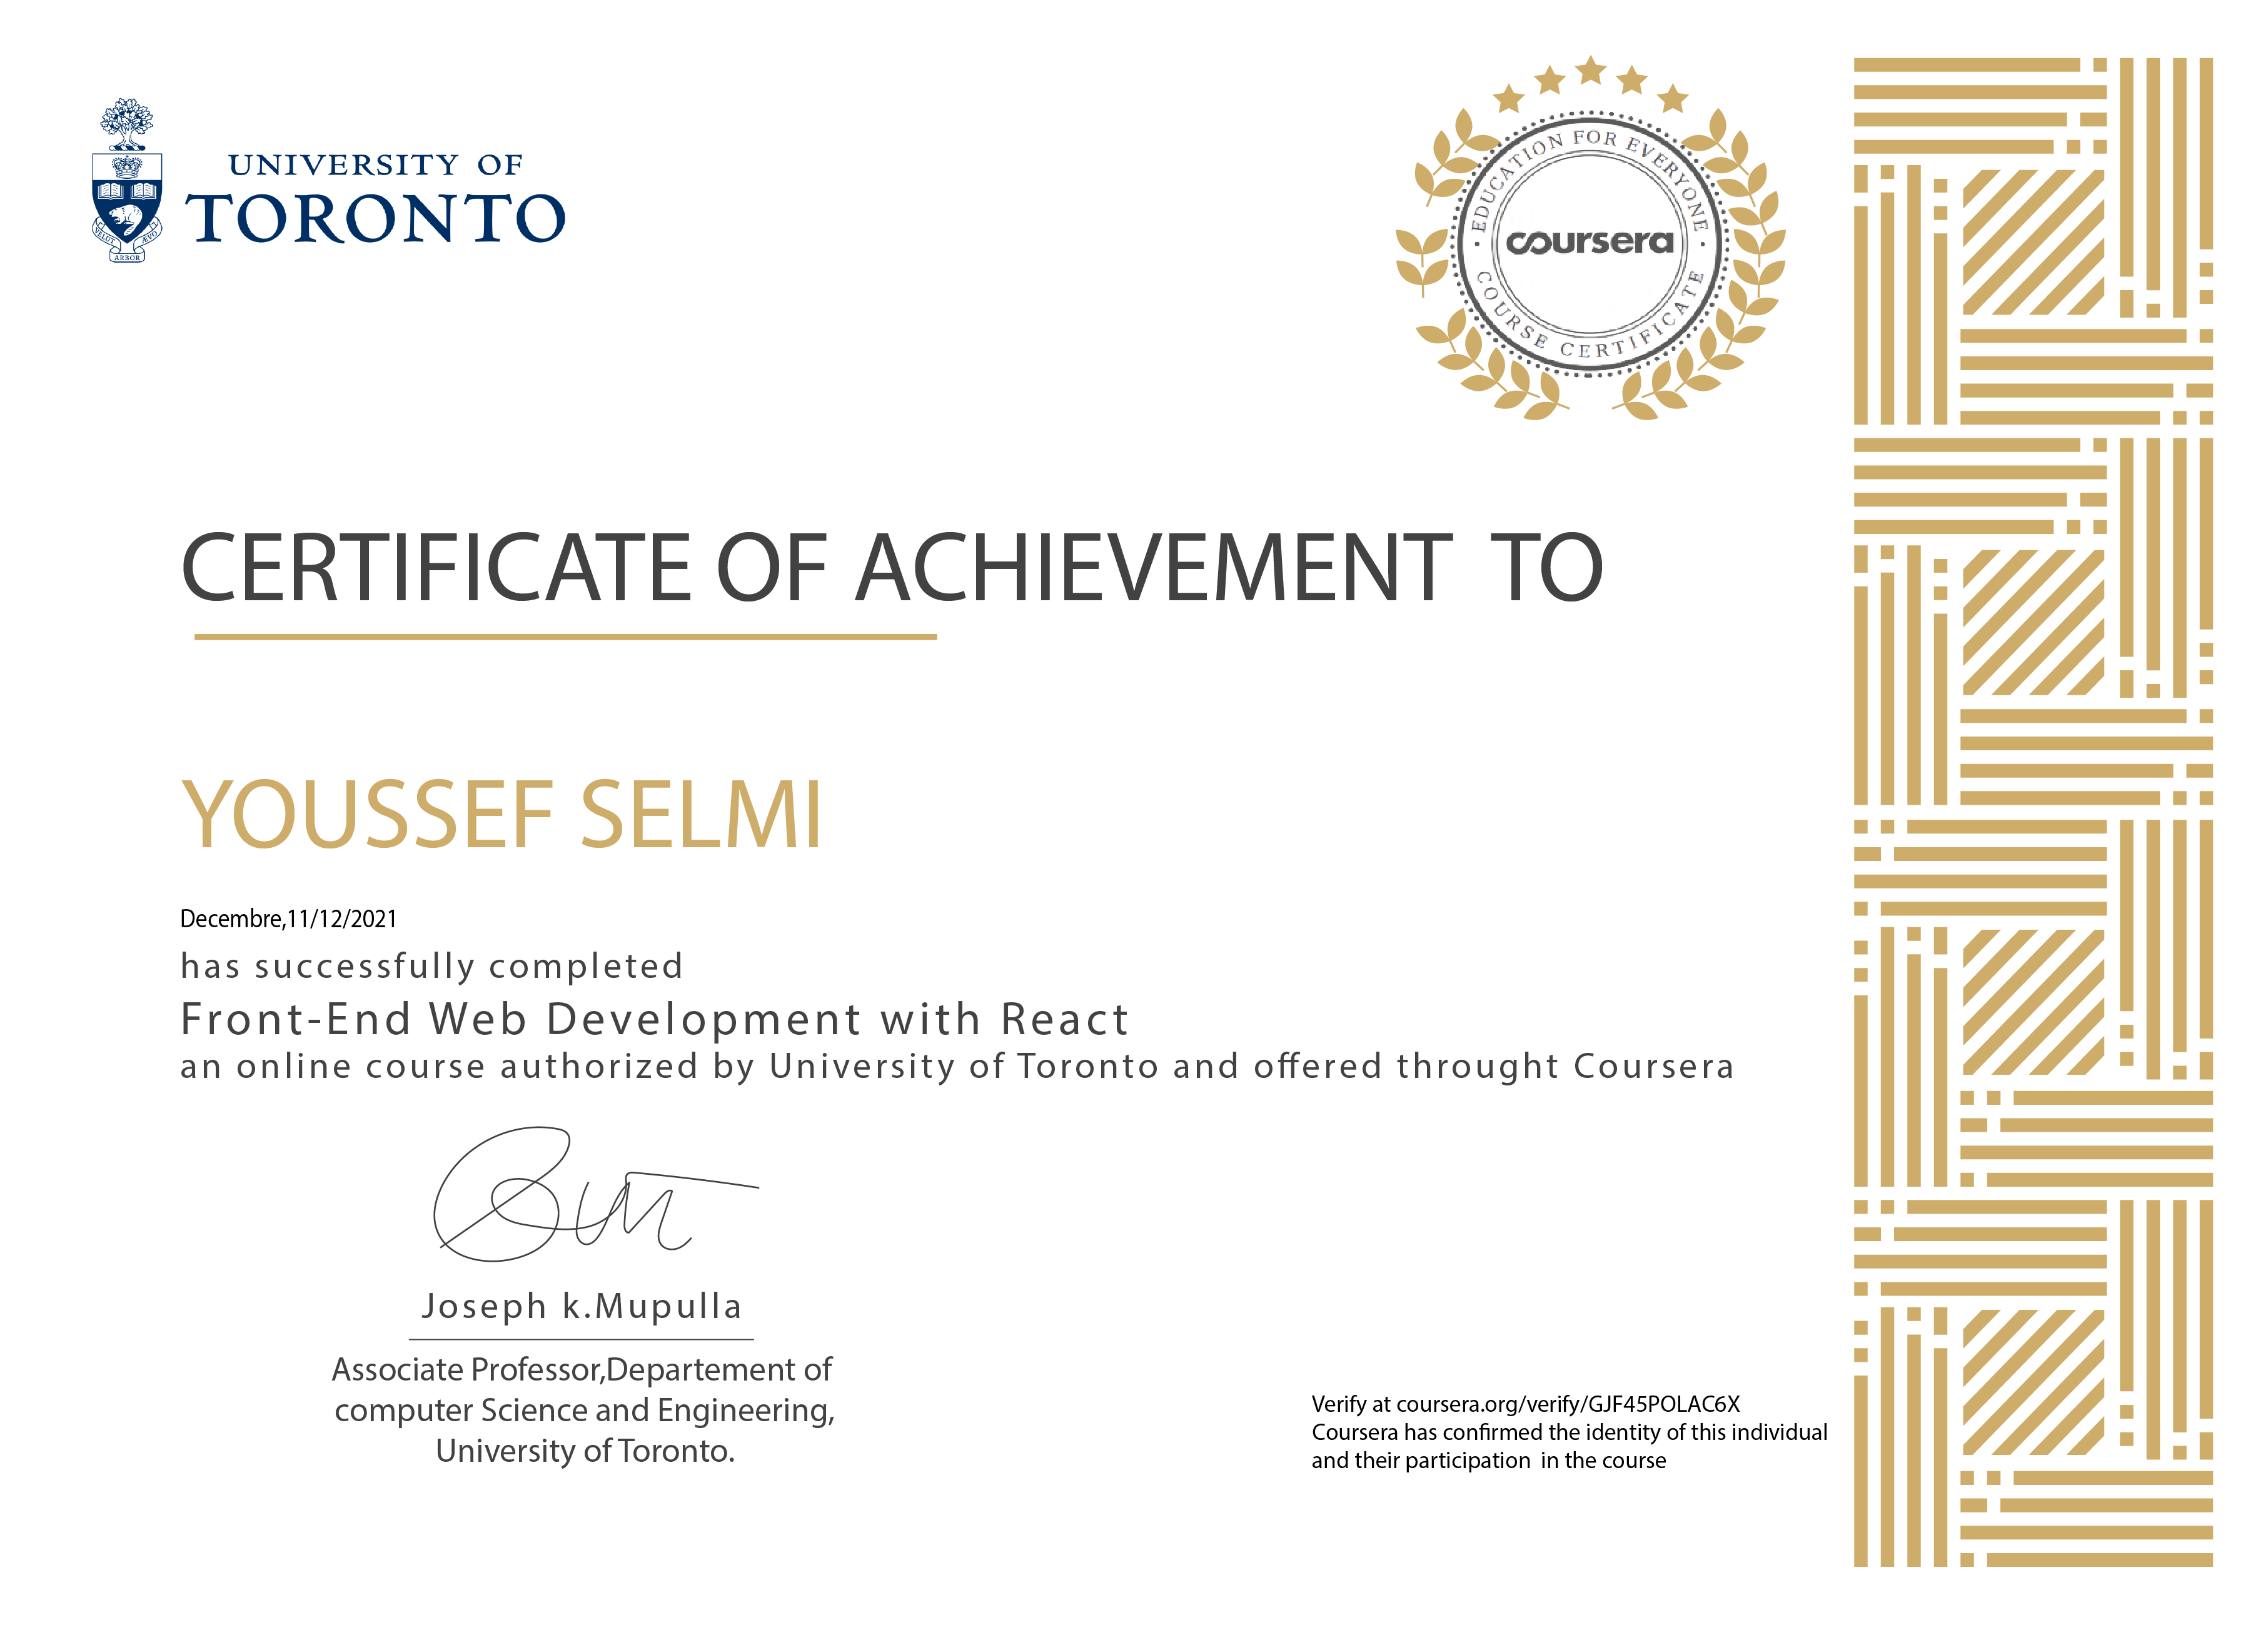 UNIVERSITY OF
TORONTO
VELUT ÆVO
ARBOR
EDUCATION FOR EVERYONE
coursera
COURSE CERTIFICATE
CERTIFICATE OF ACHIEVEMENT TO
YOUSSEF SELMI
Decembre,11/12/2021
has successfully completed
Front-End Web Development with React
an online course authorized by University of Toronto and offered throught Coursera
Joseph k.Mupulla
Associate Professor,Departement of
computer Science and Engineering,
University of Toronto.
Verify at coursera.org/verify/GJF45POLAC6X
Coursera has confirmed the identity of this individual
and their participation in the course